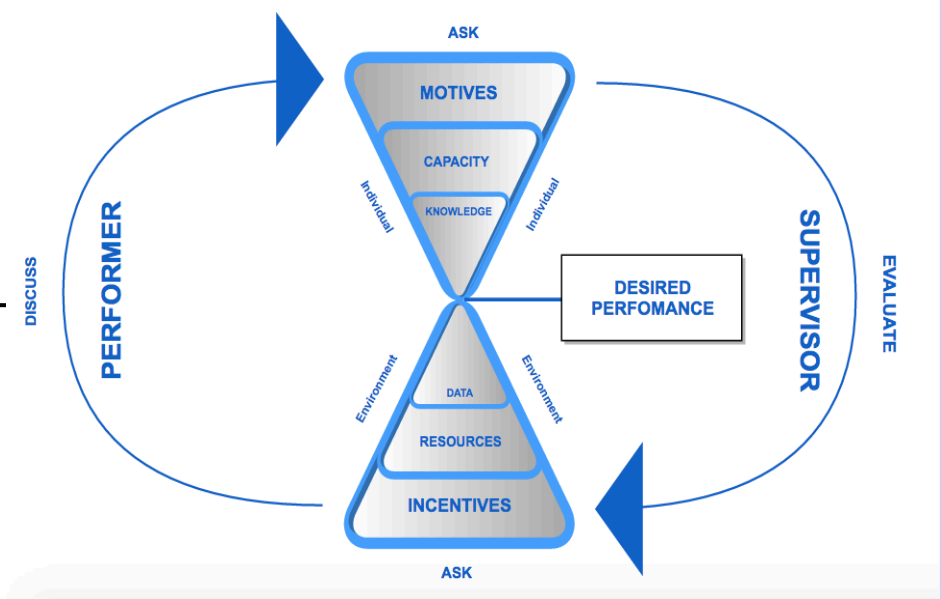 ASK
MOTIVES
CAPACITY
KNOWLEDGE
Individual
Individual
PERFORMER
DISCUSS
SUPERVISOR
EVALUATE
DESIRED
PERFOMANCE
Environment
Environment
DATA
RESOURCES
INCENTIVES
ASK